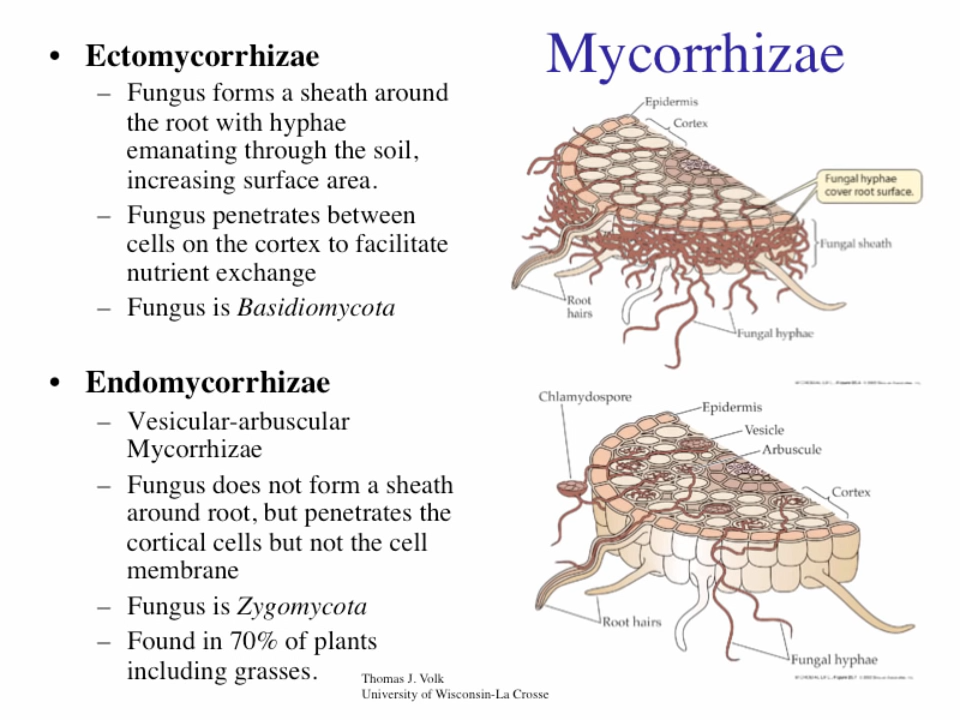 Mycorrhizae
• Ectomycorrhizae
– Fungus forms a sheath around
the root with hyphae
emanating through the soil,
increasing surface area.
– Fungus penetrates between
cells on the cortex to facilitate
nutrient exchange
– Fungus is Basidiomycota
• Endomycorrhizae
– Vesicular-arbuscular
Mycorrhizae
– Fungus does not form a sheath
around root, but penetrates the
cortical cells but not the cell
membrane
– Fungus is Zygomycota
– Found in 70% of plants
including grasses.
Epidermis
Cortex
Fungal hyphae
cover root surface.
Fungal sheath
Root
hairs
Fungal hyphae
Chlamydospore
Epidermis
Vesicle
Arbuscule
Cortex
Root hairs
Fungal hyphae
Thomas J. Volk
University of Wisconsin-La Crosse